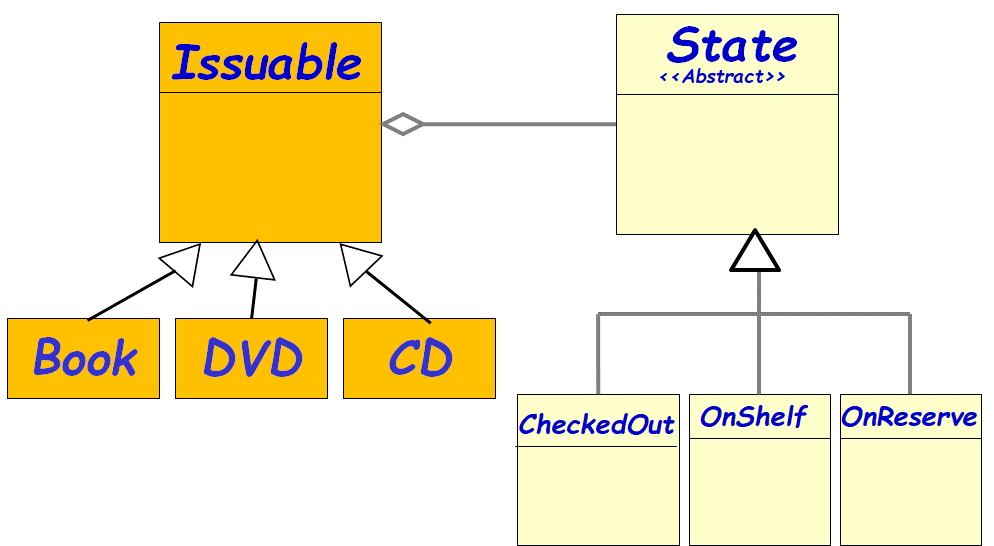 Issuable
State
<<Abstract>>
Book
DVD
CD
CheckedOut
OnShelf
OnReserve